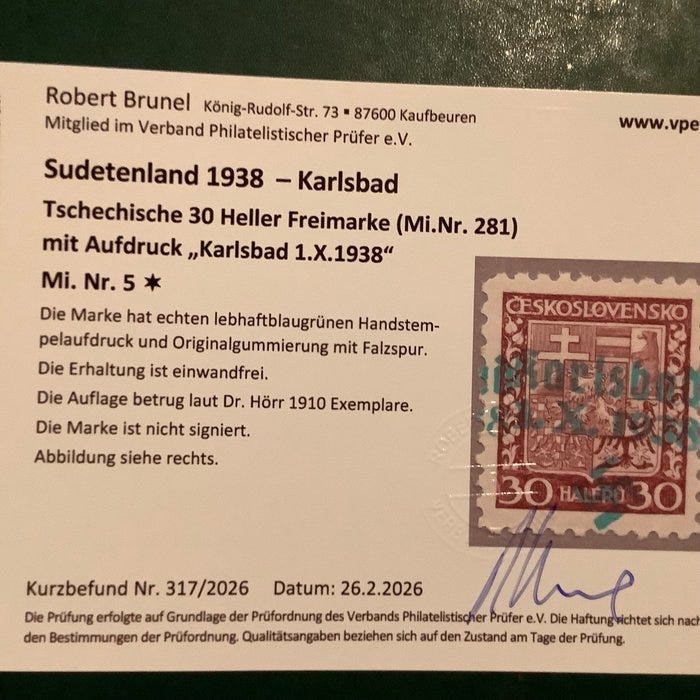 Robert Brunel König-Rudolf-Str. 73 ▪ 87600 Kaufbeuren
www.vpe
Mitglied im Verband Philatelistischer Prüfer e.V.
Sudetenland 1938 – Karlsbad
Tschechische 30 Heller Freimarke (Mi.Nr. 281)
mit Aufdruck „Karlsbad 1.X.1938“
Mi. Nr. 5 ✶
Die Marke hat echten lebhaftblaugrünen Handstem-
pelaufdruck und Originalgummierung mit Falzspur.
Die Erhaltung ist einwandfrei.
Die Auflage betrug laut Dr. Hörr 1910 Exemplare.
Die Marke ist nicht signiert.
Abbildung siehe rechts.
ČESKOSLOVENSKO
Karlsbad
1.X.19
30 HALÉŘŮ 30
Kurzbefund Nr. 317/2026 Datum: 26.2.2026
Die Prüfung erfolgte auf Grundlage der Prüfordnung des Verbands Philatelistischer Prüfer e.V. Die Haftung richtet sich nach
den Bestimmungen der Prüfordnung. Qualitätsangaben beziehen sich auf den Zustand am Tage der Prüfung.